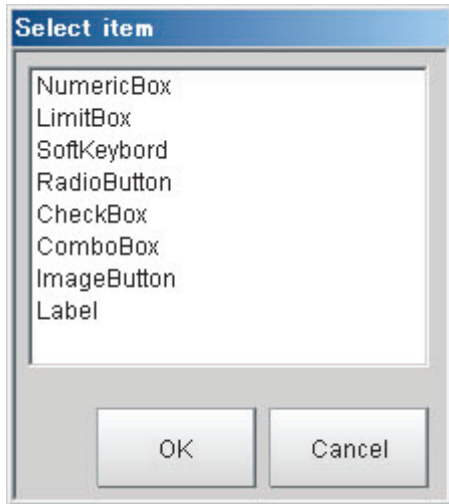 Select item
NumericBox
LimitBox
SoftKeybord
RadioButton
CheckBox
ComboBox
ImageButton
Label
OK Cancel